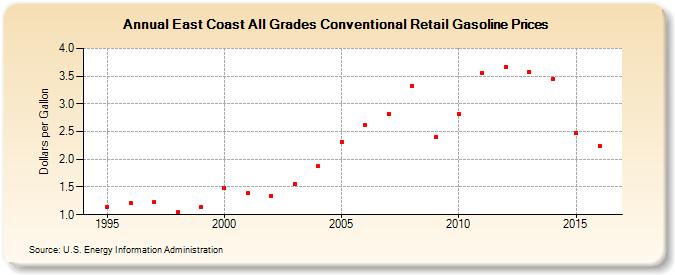 Annual East Coast All Grades Conventional Retail Gasoline Prices
Dollars per Gallon
4.0
3.5
3.0
2.5
2.0
1.5
1.0
1995 2000 2005 2010 2015
Source: U.S. Energy Information Administration